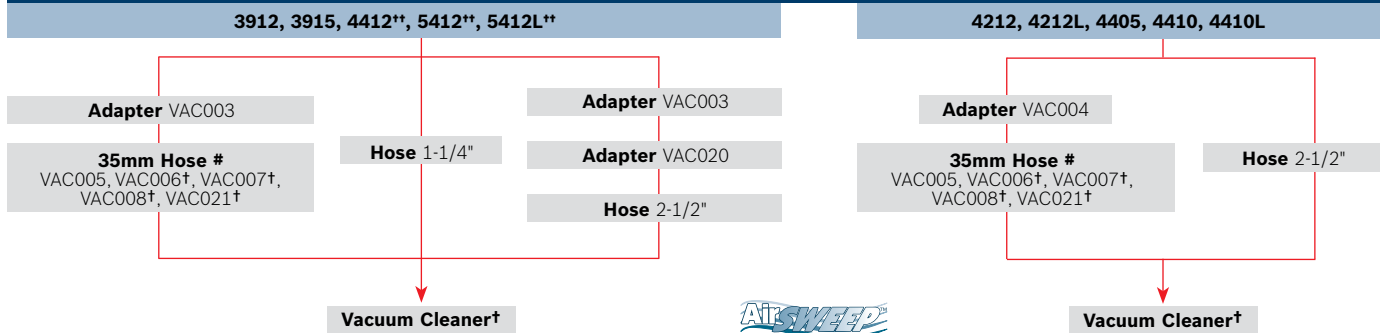 3912, 3915, 4412††, 5412††, 5412L††
Adapter VAC003
35mm Hose #
VAC005, VAC006†, VAC007†,
VAC008†, VAC021†
Hose 1-1/4"
Adapter VAC003
Adapter VAC020
Hose 2-1/2"
Vacuum Cleaner†
AirSWEEP™
4212, 4212L, 4405, 4410, 4410L
Adapter VAC004
35mm Hose #
VAC005, VAC006†, VAC007†,
VAC008†, VAC021†
Hose 2-1/2"
Vacuum Cleaner†